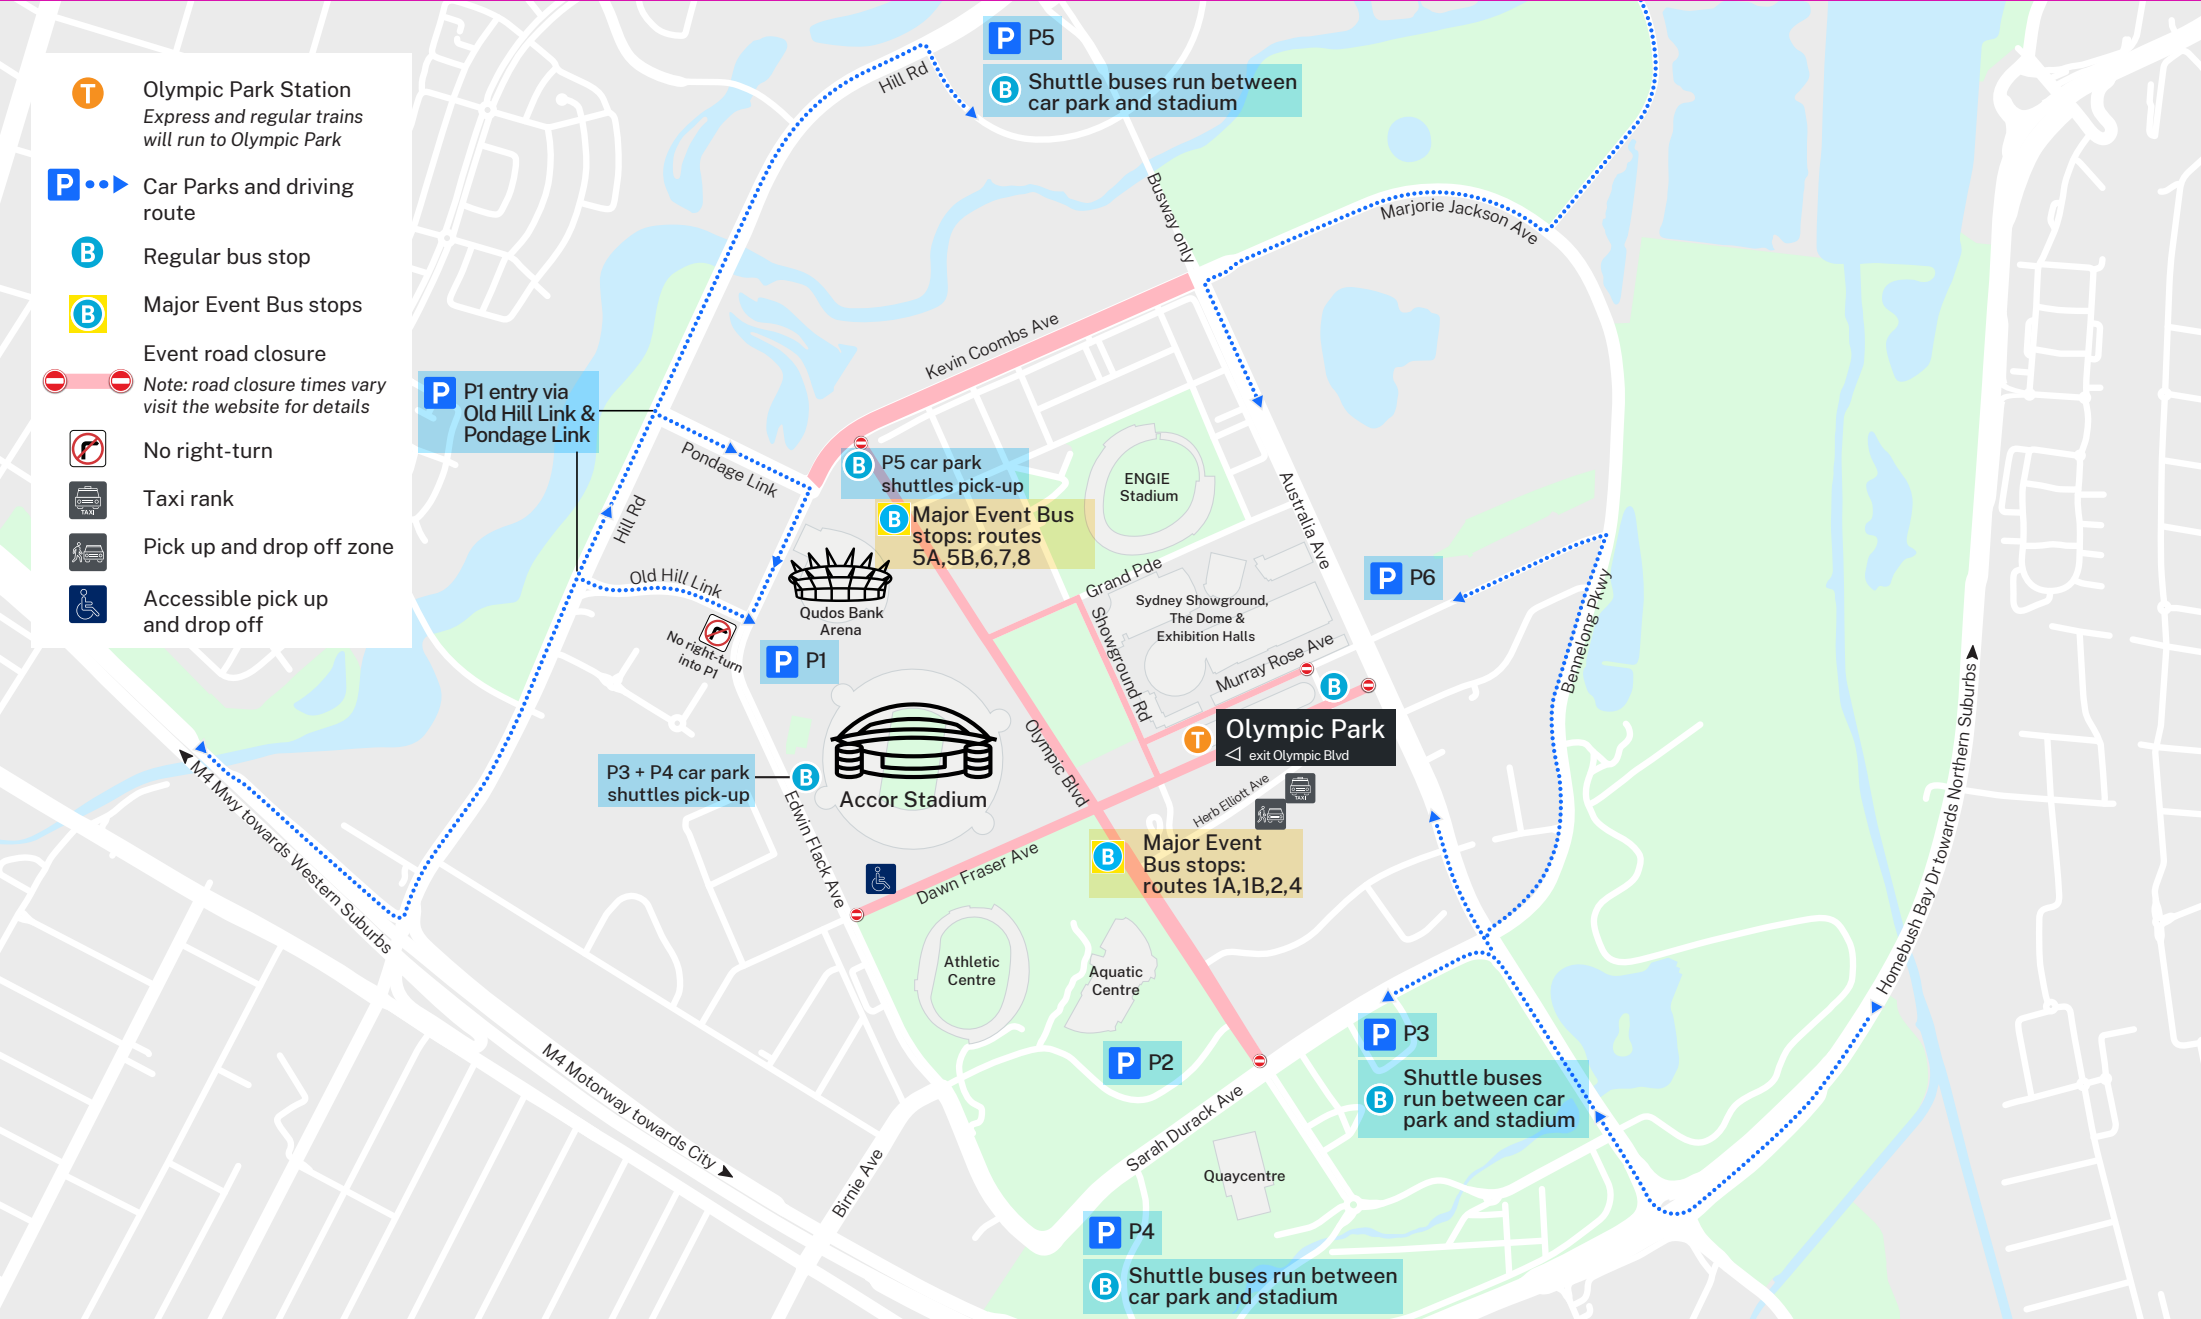 T
Olympic Park Station
Express and regular trains
will run to Olympic Park
P
Car Parks and driving
route
B
Regular bus stop
B
Major Event Bus stops
Event road closure
Note: road closure times vary
visit the website for details
No right-turn
TAXI
Taxi rank
Pick up and drop off zone
Accessible pick up
and drop off
P P5
B
Shuttle buses run between
car park and stadium
Hill Rd
Busway only
Marjorie Jackson Ave
Kevin Coombs Ave
P
P1 entry via
Old Hill Link &
Pondage Link
Pondage Link
Hill Rd
Old Hill Link
No right-turn
into P1
B
P5 car park
shuttles pick-up
B
Major Event Bus
stops: routes
5A,5B,6,7,8
ENGIE
Stadium
Australia Ave
Qudos Bank
Arena
P P1
Grand Pde
Sydney Showground,
The Dome &
Exhibition Halls
Showground Rd
Murray Rose Ave
B
P P6
Bennelong Pkwy
Homebush Bay Dr towards Northern Suburbs
T
Olympic Park
exit Olympic Blvd
Olympic Blvd
Herb Elliott Ave
TAXI
P3 + P4 car park
shuttles pick-up
B
Accor Stadium
Edwin Flack Ave
Dawn Fraser Ave
B
Major Event
Bus stops:
routes 1A,1B,2,4
M4 Mwy towards Western Suburbs
Athletic
Centre
Aquatic
Centre
P P2
P P3
B
Shuttle buses
run between car
park and stadium
M4 Motorway towards City
Birnie Ave
Sarah Durack Ave
Quaycentre
P P4
B
Shuttle buses run between
car park and stadium